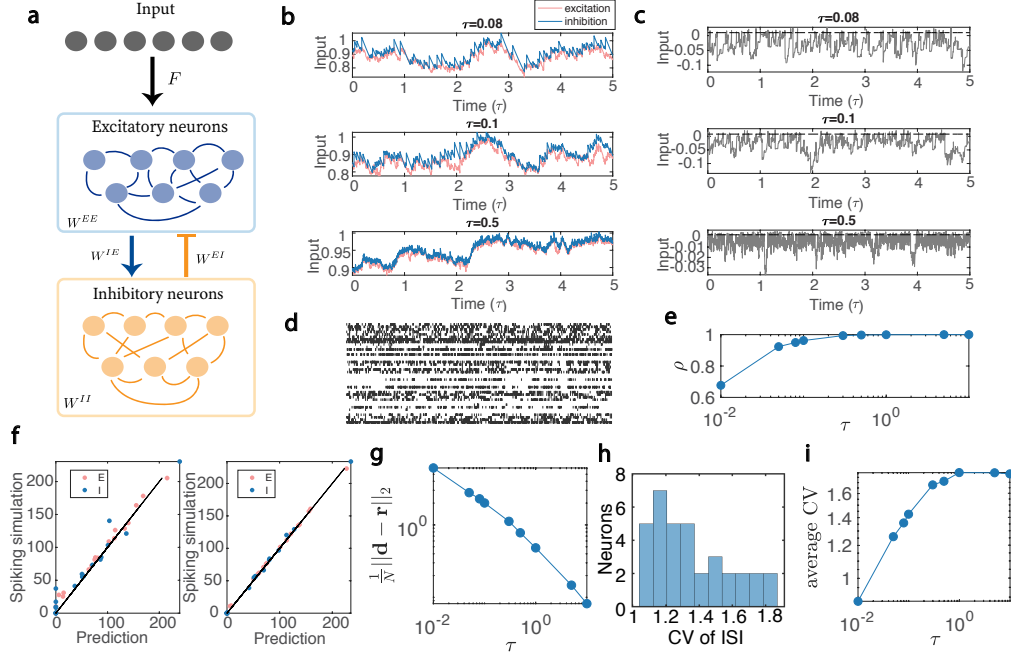 a
Input
F
Excitatory neurons
W^{EE}
W^{IE}
W^{EI}
Inhibitory neurons
W^{II}
b
excitation
inhibition
τ=0.08
Input
1
0.9
0.8
0 1 2 3 4 5
Time (τ)
τ=0.1
Input
1
0.9
0.8
0 1 2 3 4 5
Time (τ)
τ=0.5
Input
0.95
0.9
0 1 2 3 4 5
Time (τ)
c
τ=0.08
Input
0
-0.05
-0.1
0 1 2 3 4 5
Time (τ)
τ=0.1
Input
0
-0.05
-0.1
0 1 2 3 4 5
Time (τ)
τ=0.5
Input
0
-0.01
-0.02
-0.03
0 1 2 3 4 5
Time (τ)
d
e
ρ
1
0.8
0.6
10^{-2} 10^{0}
τ
f
Spiking simulation
200
150
100
50
0
E
I
0 100 200
Prediction
Spiking simulation
200
150
100
50
0
E
I
0 100 200
Prediction
g
\frac{1}{N}||d − r||_2
10^{0}
10^{-2} 10^{0}
τ
h
Neurons
8
6
4
2
0
1 1.2 1.4 1.6 1.8
CV of ISI
i
average CV
1.6
1.4
1.2
1
10^{-2} 10^{0}
τ